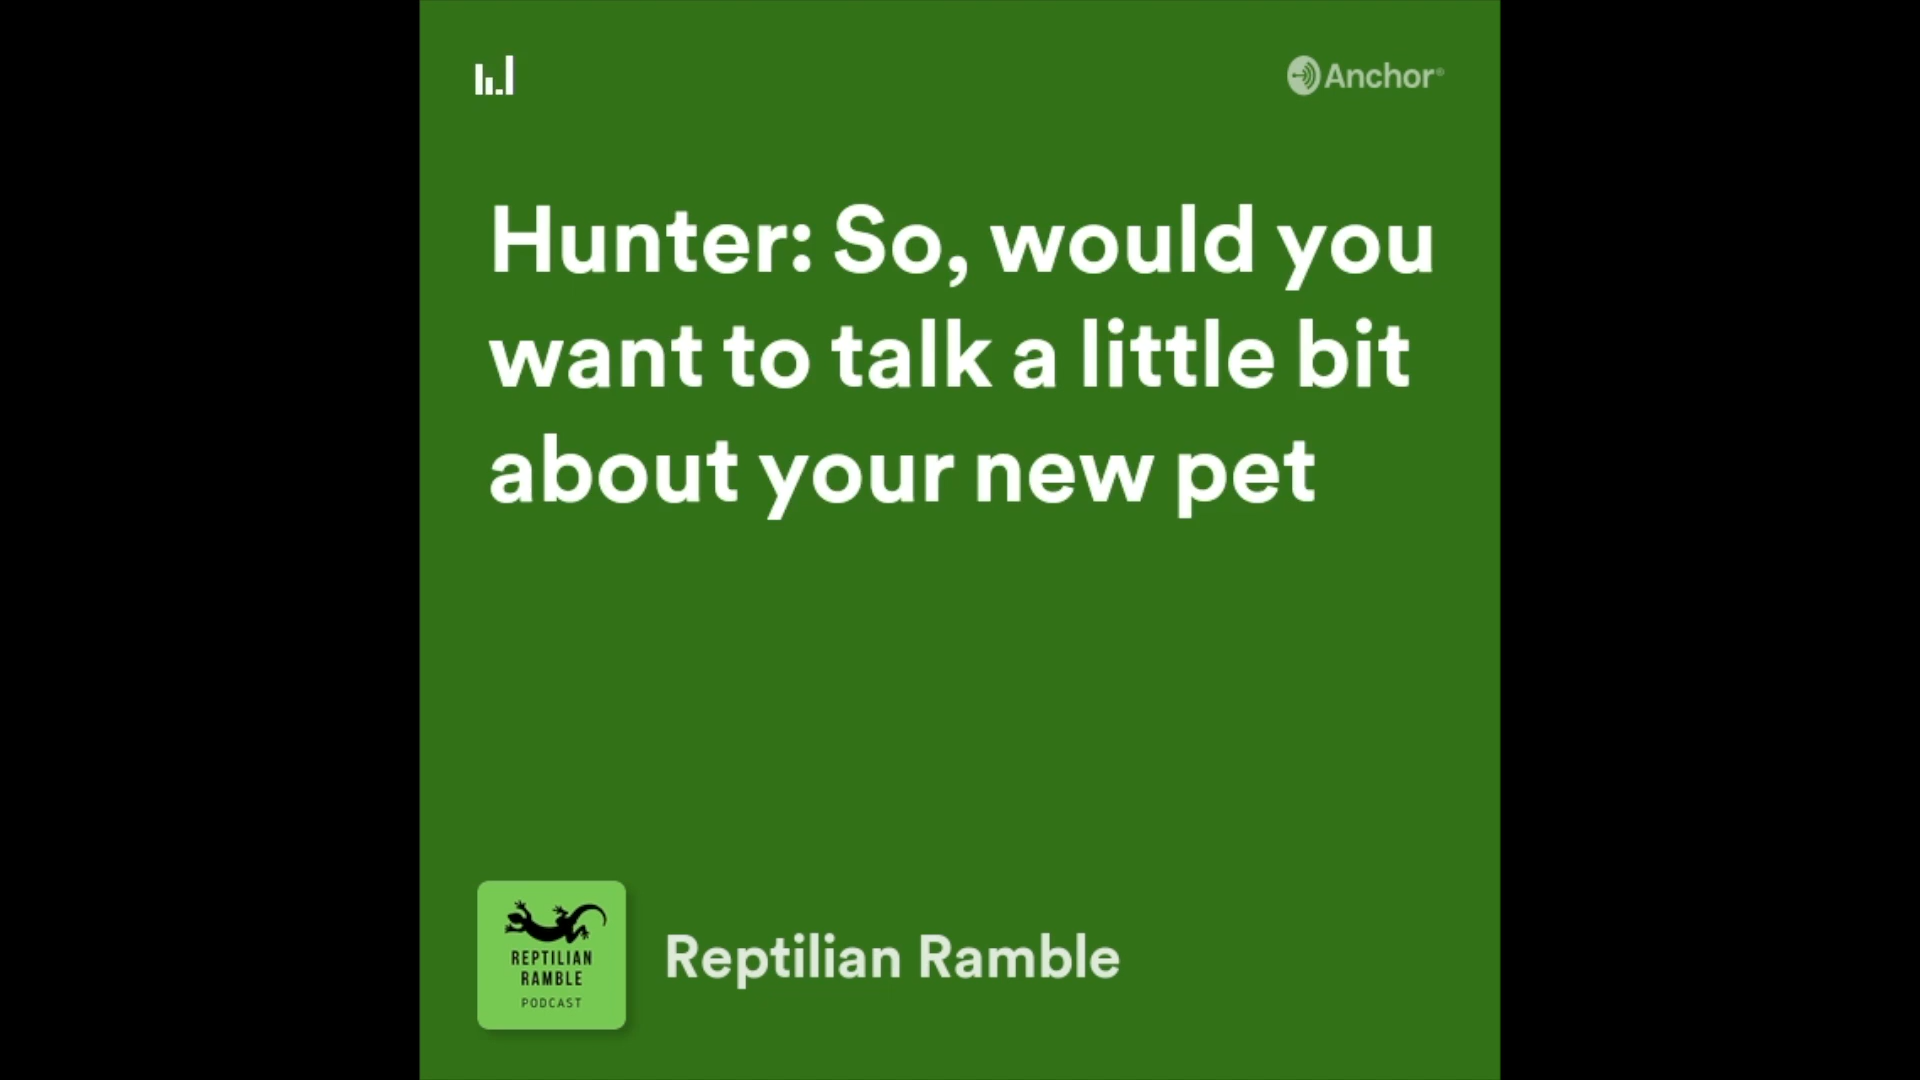 Anchor®
Hunter: So, would you
want to talk a little bit
about your new pet
REPTILIAN
RAMBLE
PODCAST
Reptilian Ramble